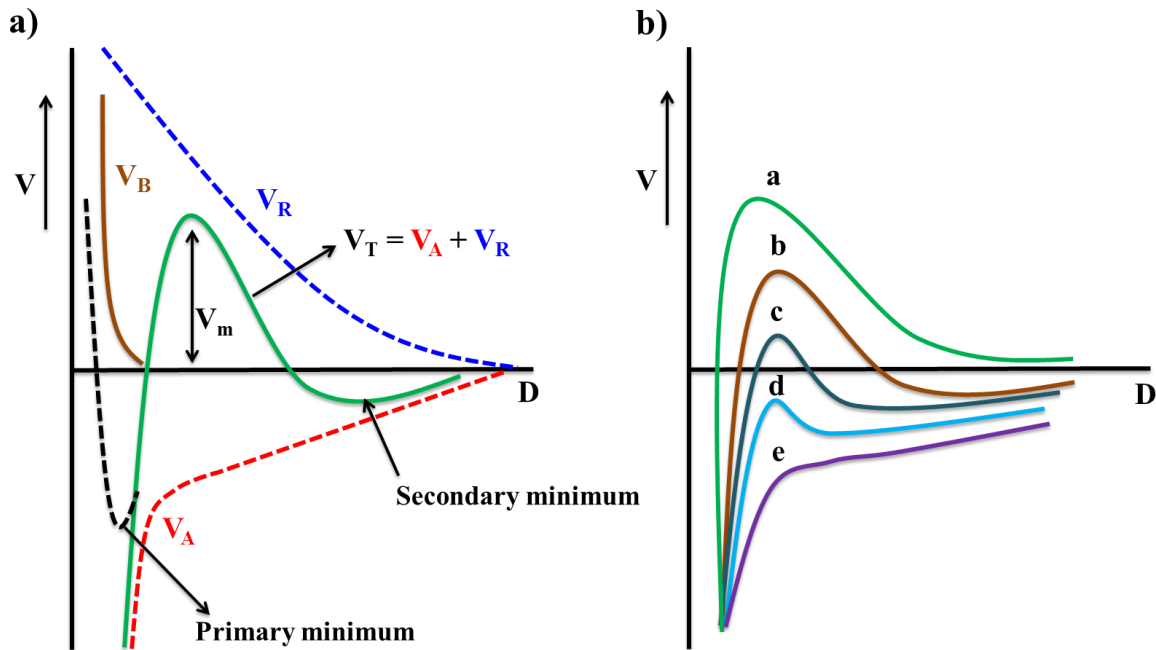 a)
V
V_B
V_R
V_T = V_A + V_R
V_m
D
Secondary minimum
V_A
Primary minimum
b)
V
a
b
c
d
e
D